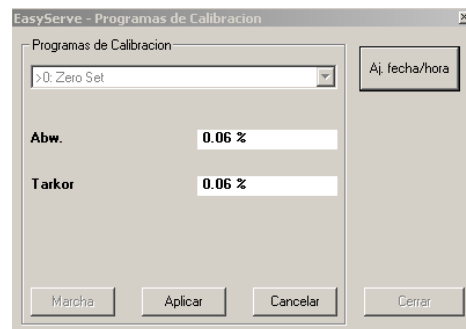 EasyServe - Programas de Calibracion
Programas de Calibracion
>0: Zero Set
Aj. fecha/hora
Abw. 0.06 %
Tarkor 0.06 %
Marcha Aplicar Cancelar Cerrar